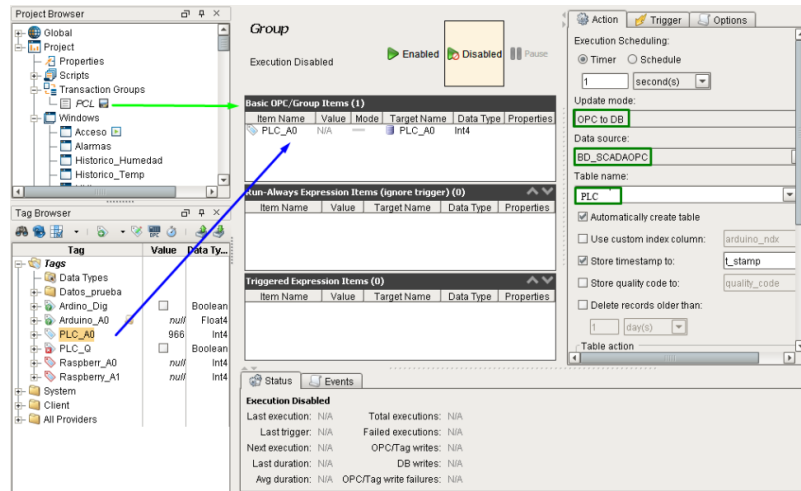 Project Browser
Global
Project
Properties
Scripts
Transaction Groups
PCL
Windows
Acceso
Alarmas
Historico_Humedad
Historico_Temp
Tag Browser
Tag Value Data Ty...
Tags
Data Types
Datos_prueba
Ardino_Dig Boolean
Arduino_A0 null Float4
PLC_A0 966 Int4
PLC_Q Boolean
Raspberr_A0 null Int4
Raspberry_A1 null Int4
System
Client
All Providers
Group
Execution Disabled
Enabled Disabled Pause
Basic OPC/Group Items (1)
Item Name Value Mode Target Name Data Type Properties
PLC_A0 N/A PLC_A0 Int4
Run-Always Expression Items (ignore trigger) (0)
Item Name Value Target Name Data Type Properties
Triggered Expression Items (0)
Item Name Value Target Name Data Type Properties
Status Events
Execution Disabled
Last execution: N/A Total executions: N/A
Last trigger: N/A Failed executions: N/A
Next execution: N/A OPC/Tag writes: N/A
Last duration: N/A DB writes: N/A
Avg duration: N/A OPC/Tag write failures: N/A
Action Trigger Options
Execution Scheduling:
Timer Schedule
1 second(s)
Update mode:
OPC to DB
Data source:
BD_SCADAOPC
Table name:
PLC
Automatically create table
Use custom index column: arduino_ndx
Store timestamp to: t_stamp
Store quality code to: quality_code
Delete records older than:
1 day(s)
Table action